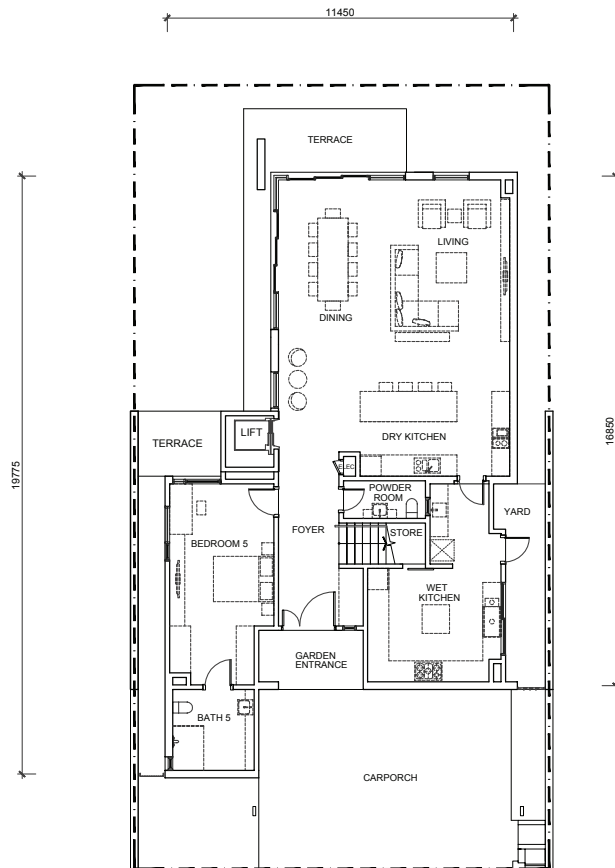 11450
TERRACE
LIVING
DINING
16850
LIFT
TERRACE
DRY KITCHEN
19775
ELEC
POWDER
ROOM
YARD
FOYER
STORE
BEDROOM 5
WET
KITCHEN
GARDEN
ENTRANCE
BATH 5
CARPORCH